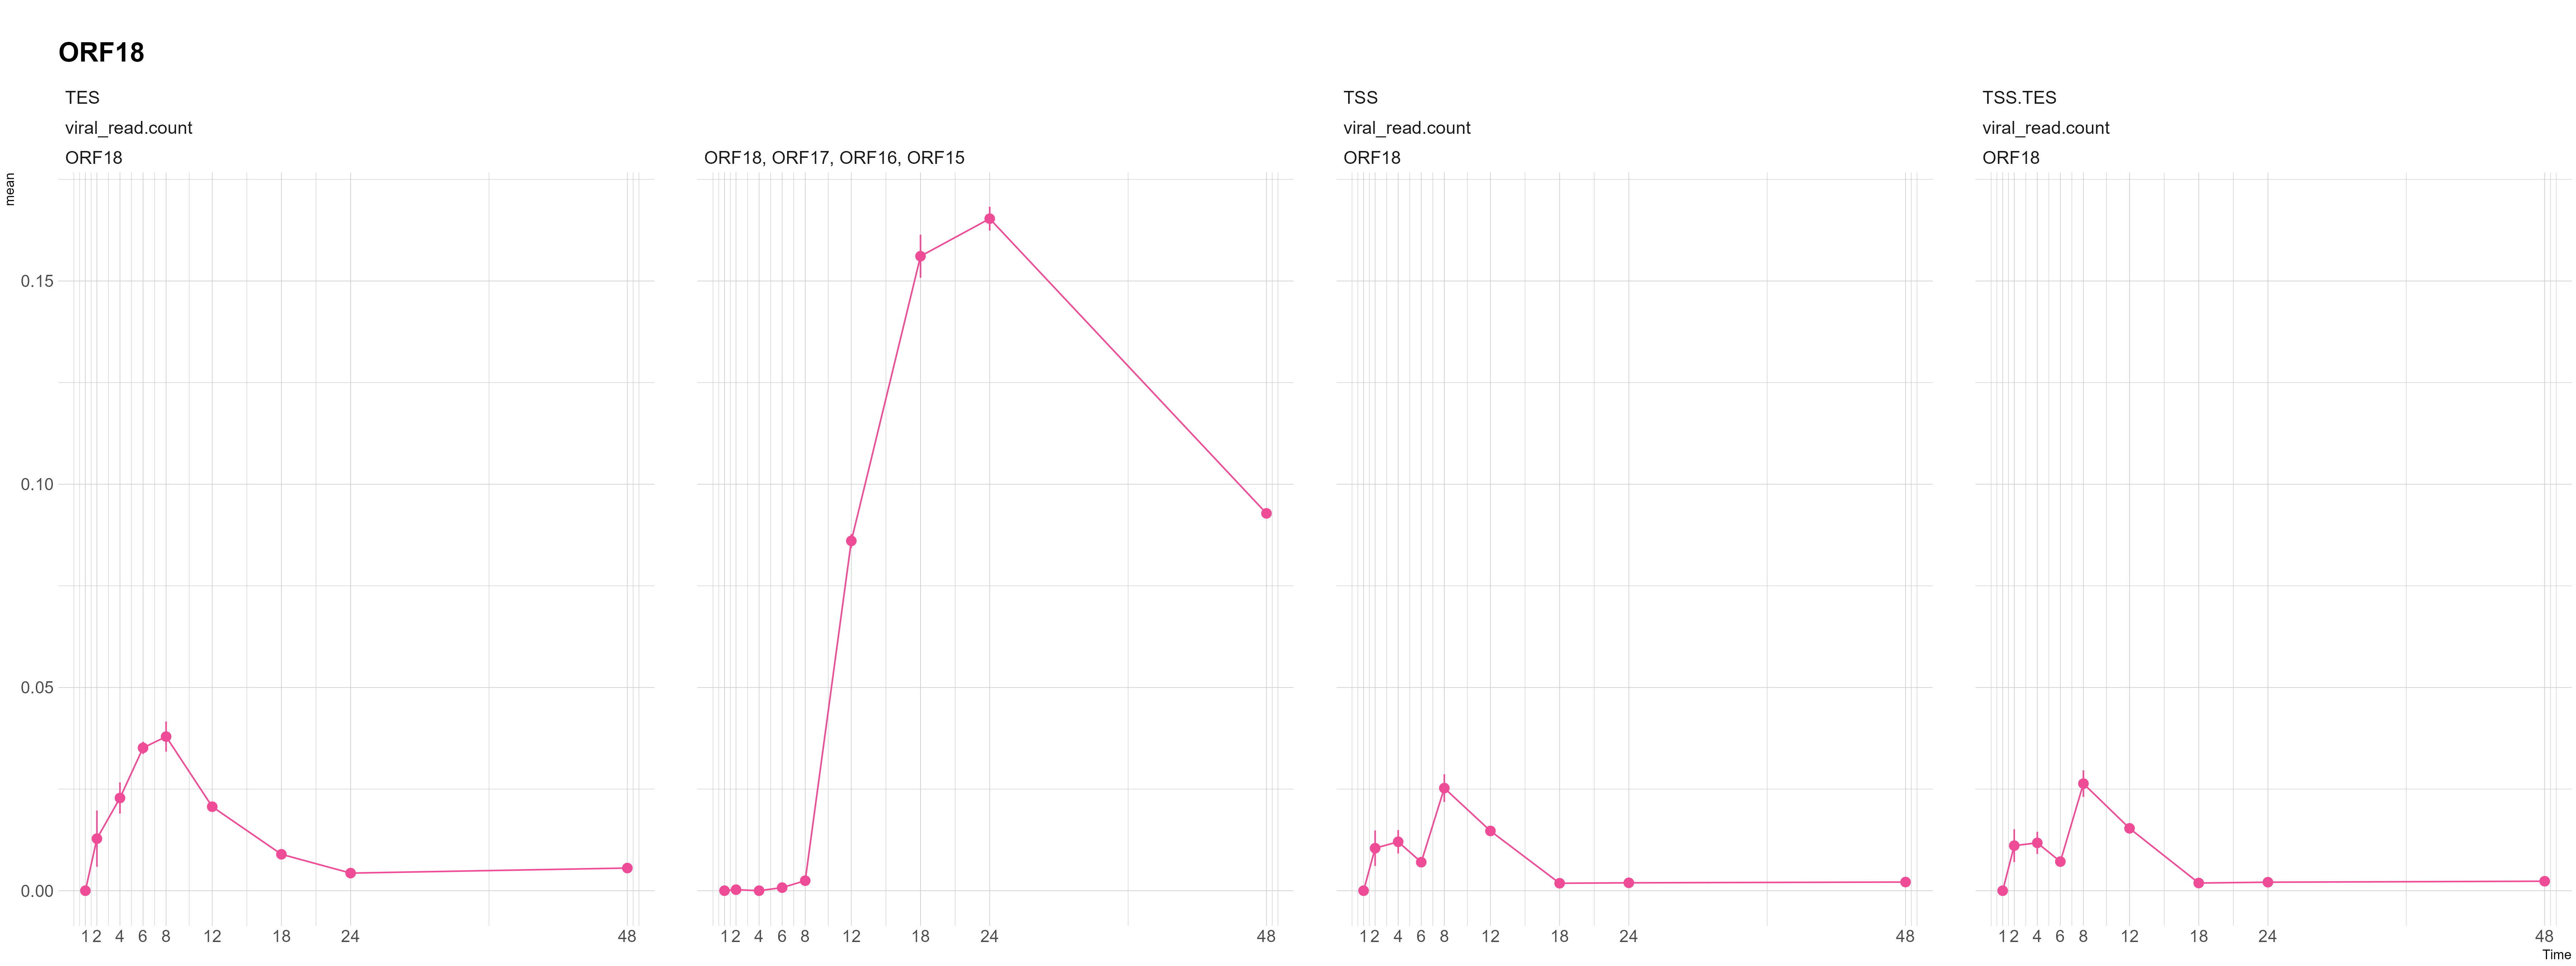 ORF18
TES TSS TSS.TES
viral_read.count viral_read.count viral_read.count
ORF18 ORF18, ORF17, ORF16, ORF15 ORF18 ORF18
mean
0.15
0.10
0.05
0.00
1 2 4 6 8 12 18 24 48 1 2 4 6 8 12 18 24 48 1 2 4 6 8 12 18 24 48 1 2 4 6 8 12 18 24 48
Time